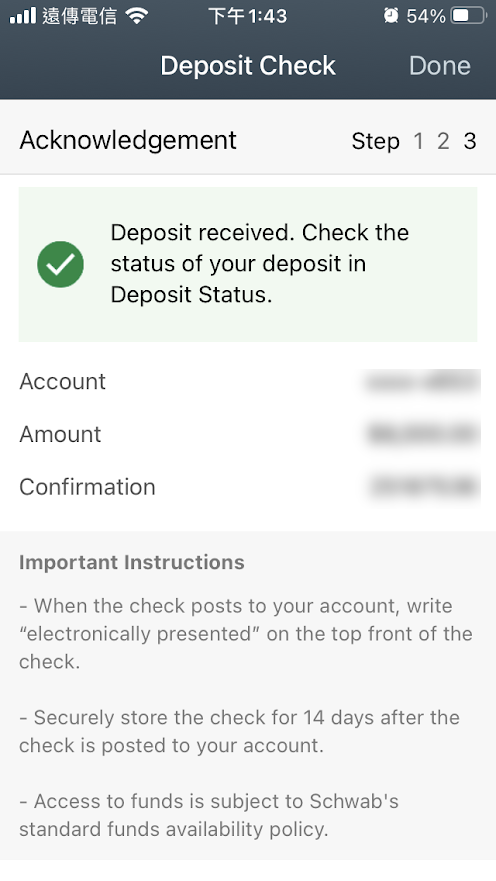 遠傳電信 下午1:43 54%
Deposit Check Done
Acknowledgement Step 1 2 3
Deposit received. Check the
status of your deposit in
Deposit Status.
Account
Amount
Confirmation
Important Instructions
- When the check posts to your account, write
“electronically presented” on the top front of the
check.
- Securely store the check for 14 days after the
check is posted to your account.
- Access to funds is subject to Schwab's
standard funds availability policy.